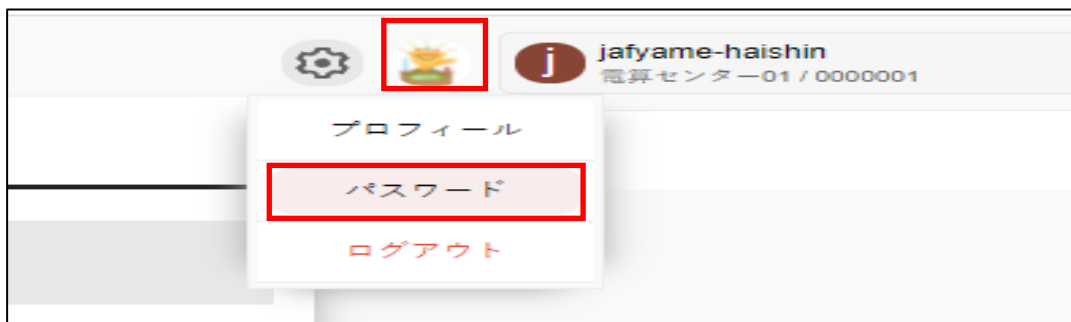 j
jafyame-haishin
電算センター01 / 0000001
プロフィール
パスワード
ログアウト